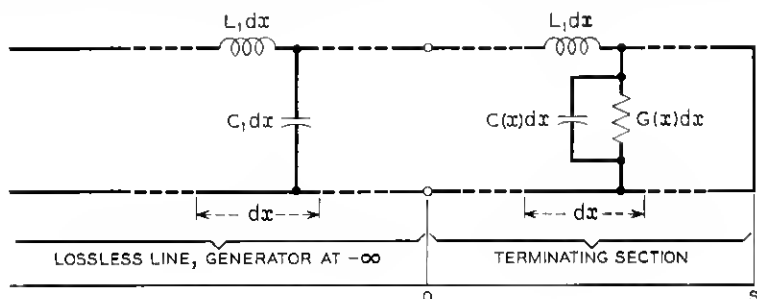 L₁dx L₁dx
C₁dx C(x)dx G(x)dx
dx dx
LOSSLESS LINE, GENERATOR AT -∞ TERMINATING SECTION
0 S